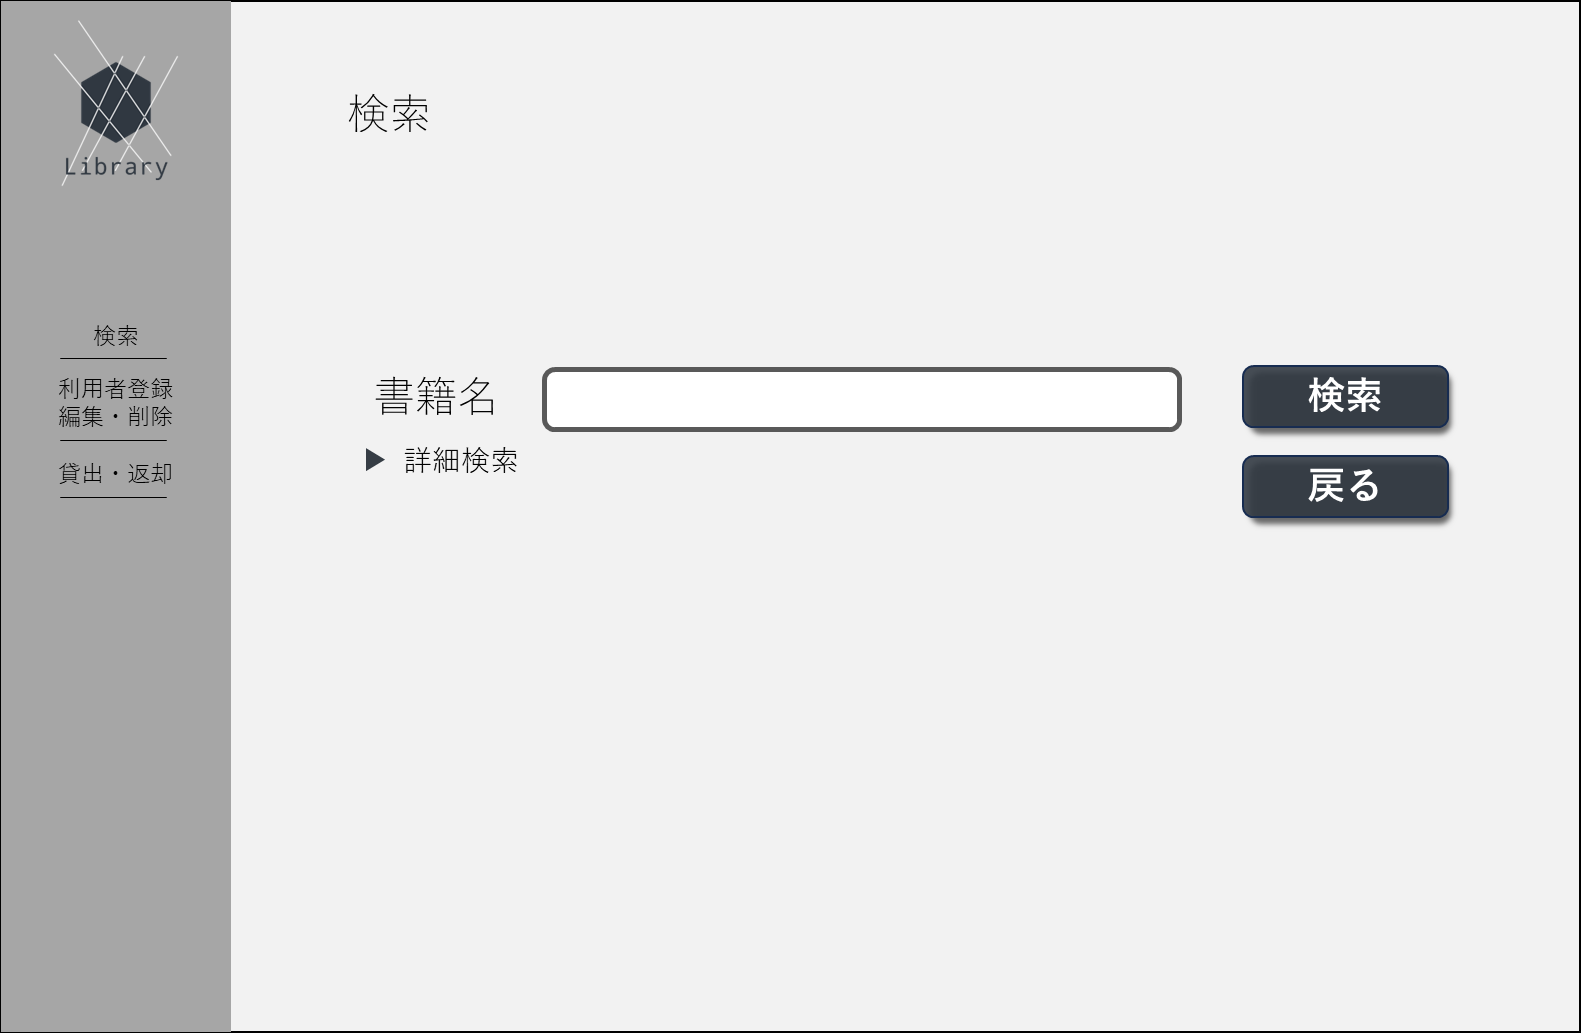 Library
検索
利用者登録
編集・削除
貸出・返却
検索
書籍名
検索
▶ 詳細検索
戻る